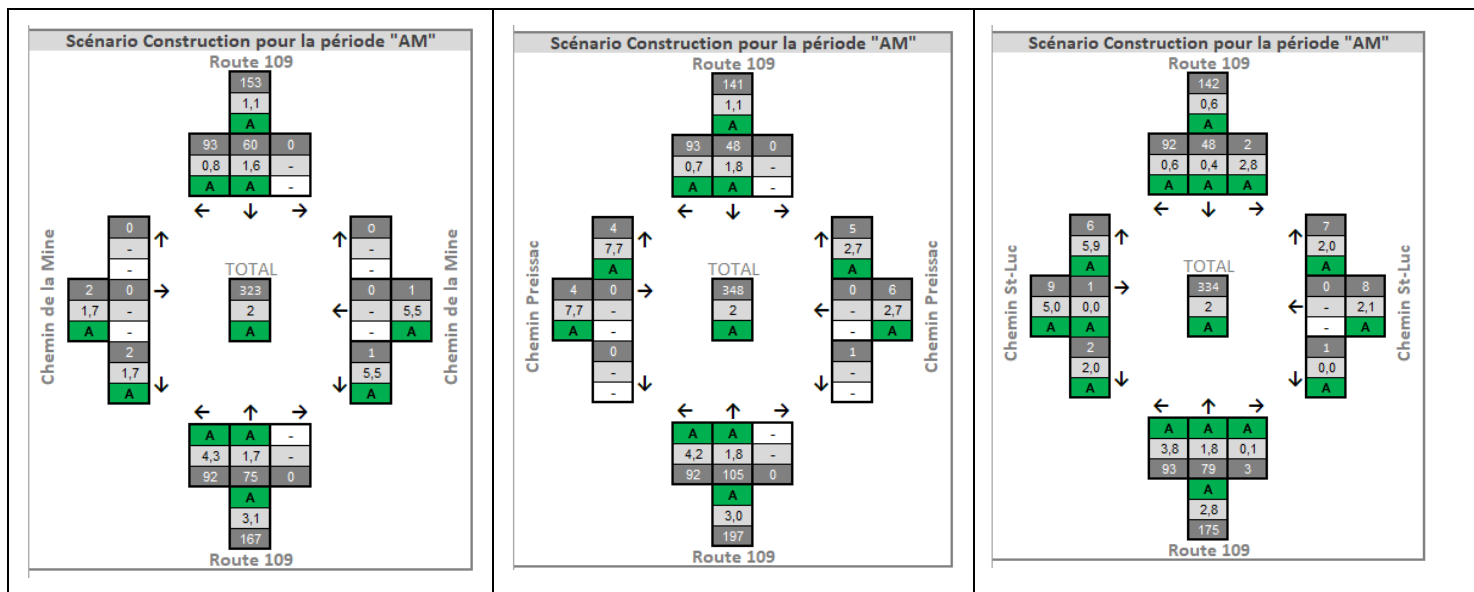 Scénario Construction pour la période "AM"
Route 109
153
1,1
A
93 60 0
0,8 1,6 -
A A -
← ↓ →
Chemin de la Mine
0
-
-
↑
2 0 →
1,7 -
A -
2
1,7
A
↓
TOTAL
323
2
A
0
-
-
↑
0 1
← - 5,5
- A
1
5,5
A
↓
Chemin de la Mine
← ↑ →
A A -
4,3 1,7 -
92 75 0
A
3,1
167
Route 109
Scénario Construction pour la période "AM"
Route 109
141
1,1
A
93 48 0
0,7 1,8 -
A A -
← ↓ →
Chemin Preissac
4
7,7
A
↑
4 0 →
7,7 -
A -
0
-
-
↓
TOTAL
348
2
A
5
2,7
A
↑
0 6
← - 2,7
- A
1
-
-
↓
Chemin Preissac
← ↑ →
A A -
4,2 1,8 -
92 105 0
A
3,0
197
Route 109
Scénario Construction pour la période "AM"
Route 109
142
0,6
A
92 48 2
0,6 0,4 2,8
A A A
← ↓ →
Chemin St-Luc
6
5,9
A
↑
9 1 →
5,0 0,0
A A
2
2,0
A
↓
TOTAL
334
2
A
7
2,0
A
↑
0 8
← - 2,1
- A
1
0,0
A
↓
Chemin St-Luc
← ↑ →
A A A
3,8 1,8 0,1
93 79 3
A
2,8
175
Route 109